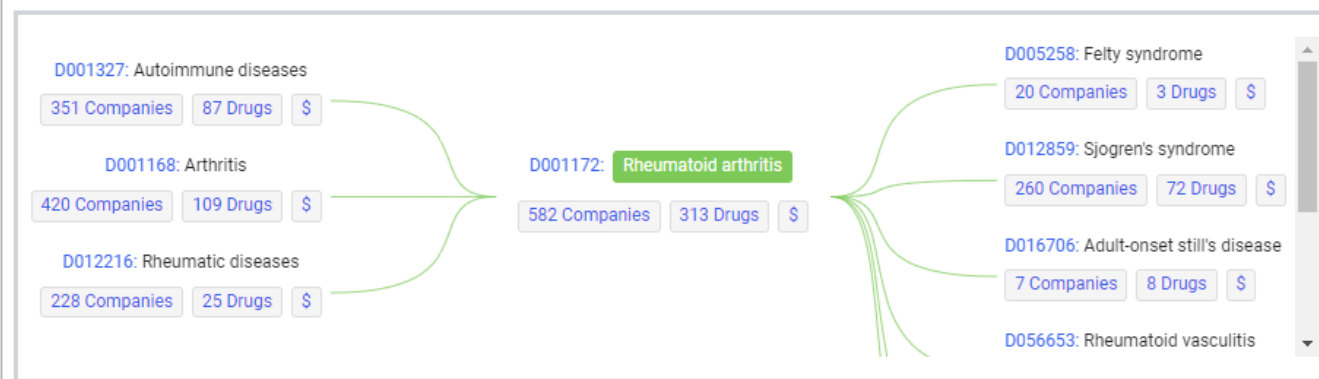 D001327: Autoimmune diseases
351 Companies 87 Drugs $
D001168: Arthritis
420 Companies 109 Drugs $
D012216: Rheumatic diseases
228 Companies 25 Drugs $
D001172: Rheumatoid arthritis
582 Companies 313 Drugs $
D005258: Felty syndrome
20 Companies 3 Drugs $
D012859: Sjogren's syndrome
260 Companies 72 Drugs $
D016706: Adult-onset still's disease
7 Companies 8 Drugs $
D056653: Rheumatoid vasculitis